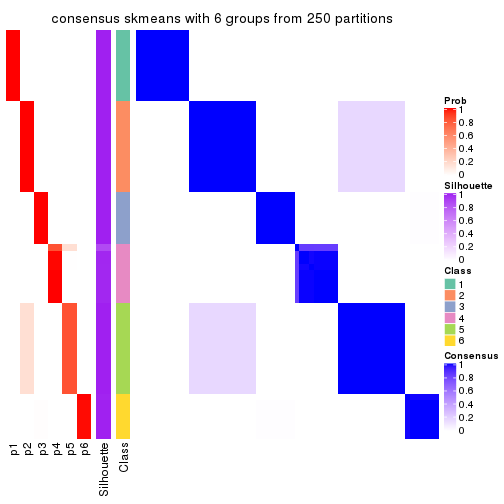 consensus skmeans with 6 groups from 250 partitions
Prob
1
0.8
0.6
0.4
0.2
0
Silhouette
1
0.8
0.6
0.4
0.2
0
Class
1
2
3
4
5
6
Consensus
1
0.8
0.6
0.4
0.2
0
p1
p2
p3
p4
p5
p6
Silhouette
Class